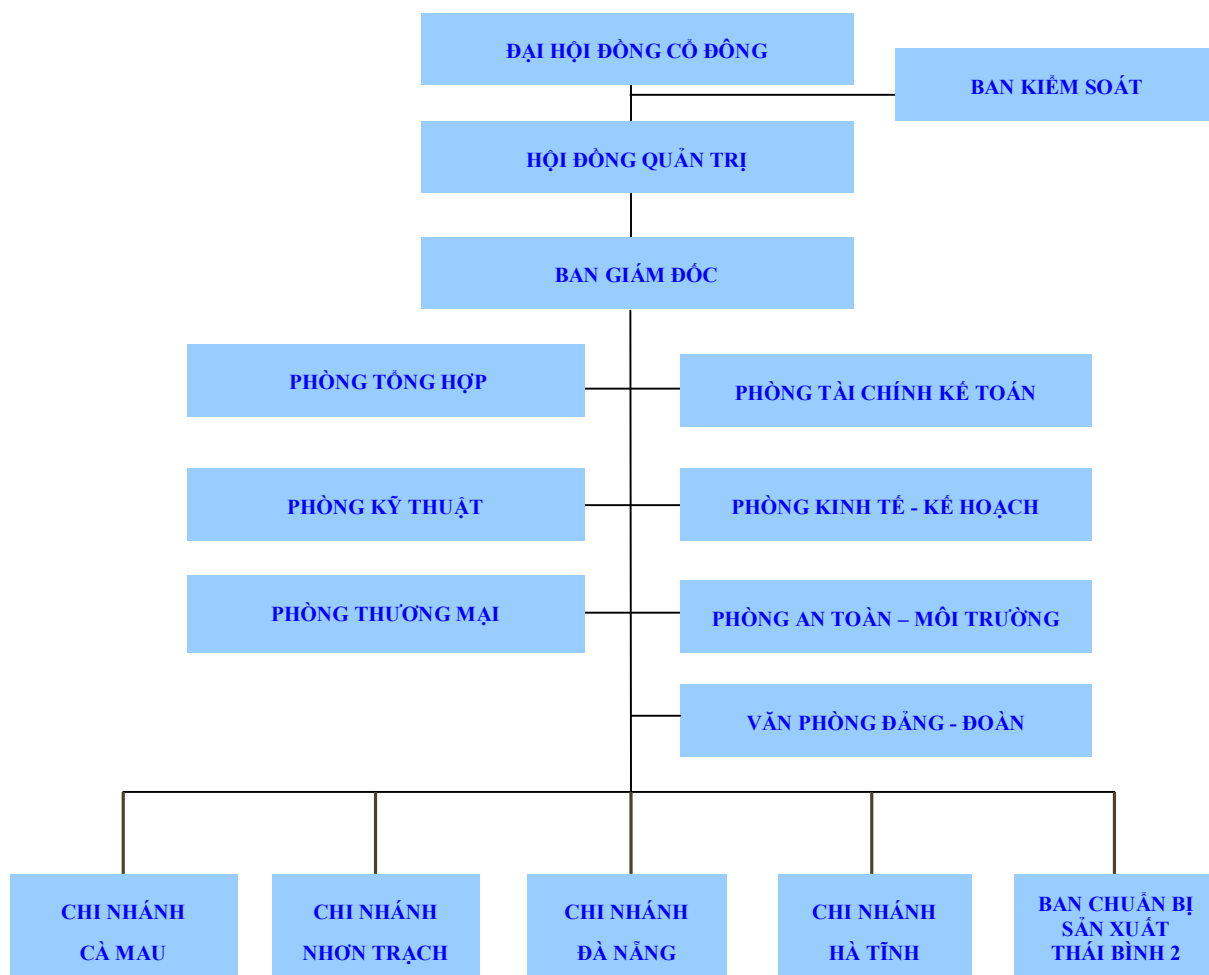 ĐẠI HỘI ĐỒNG CỔ ĐÔNG
BAN KIỂM SOÁT
HỘI ĐỒNG QUẢN TRỊ
BAN GIÁM ĐỐC
PHÒNG TỔNG HỢP
PHÒNG TÀI CHÍNH KẾ TOÁN
PHÒNG KỸ THUẬT
PHÒNG KINH TẾ - KẾ HOẠCH
PHÒNG THƯƠNG MẠI
PHÒNG AN TOÀN – MÔI TRƯỜNG
VĂN PHÒNG ĐẢNG - ĐOÀN
CHI NHÁNH
CÀ MAU
CHI NHÁNH
NHƠN TRẠCH
CHI NHÁNH
ĐÀ NẴNG
CHI NHÁNH
HÀ TĨNH
BAN CHUẨN BỊ
SẢN XUẤT
THÁI BÌNH 2